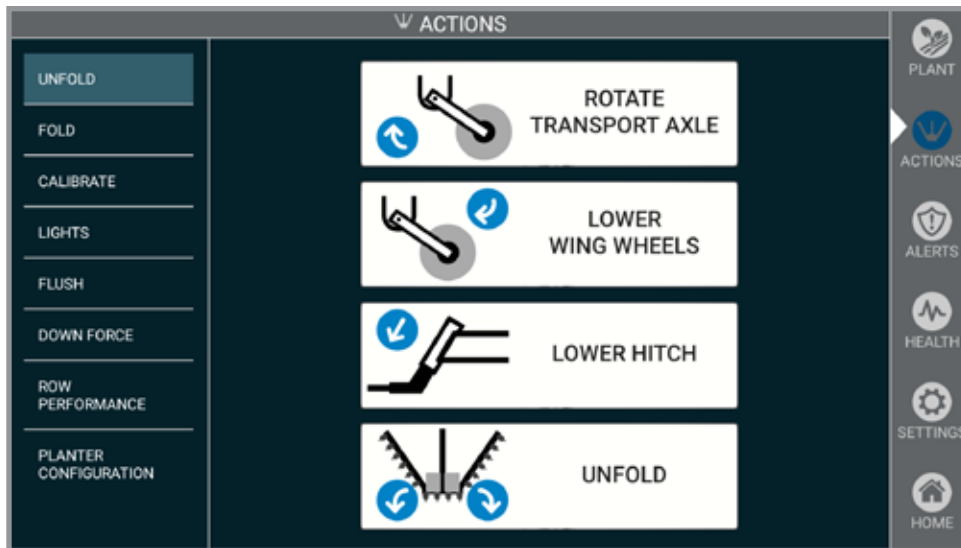 ACTIONS
UNFOLD
FOLD
CALIBRATE
LIGHTS
FLUSH
DOWN FORCE
ROW
PERFORMANCE
PLANTER
CONFIGURATION
ROTATE
TRANSPORT AXLE
LOWER
WING WHEELS
LOWER HITCH
UNFOLD
PLANT
ACTIONS
ALERTS
HEALTH
SETTINGS
HOME